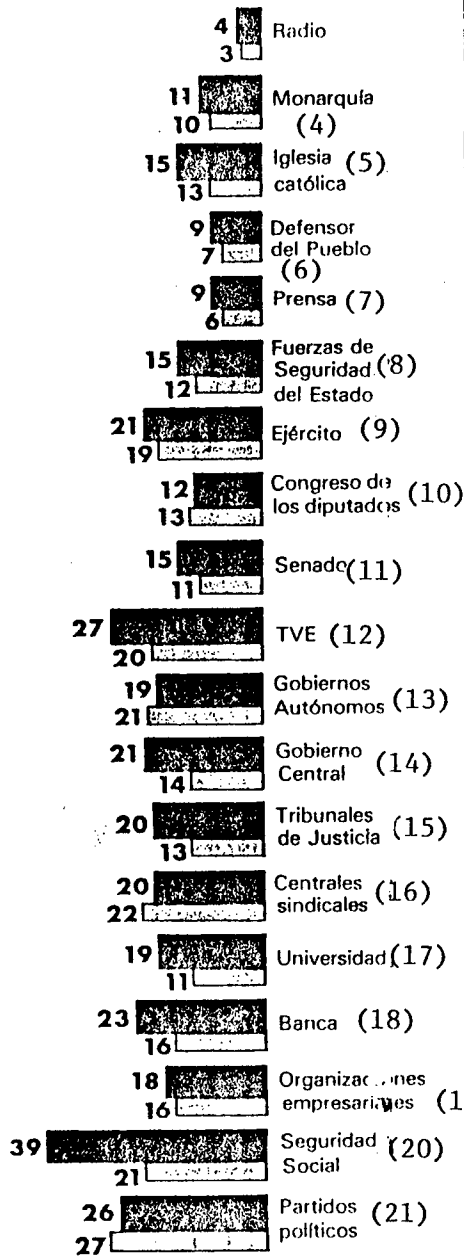 4 Radio
3
11 Monarquía
10 (4)
15 Iglesia (5)
13 católica
9 Defensor
7 del Pueblo
(6)
9 Prensa (7)
6
15 Fuerzas de
Seguridad (8)
12 del Estado
21 Ejército (9)
19
12 Congreso de
13 los diputados (10)
15 Senado (11)
11
27 TVE (12)
20
19 Gobiernos
21 Autónomos (13)
21 Gobierno
14 Central (14)
20 Tribunales
13 de Justicia (15)
20 Centrales
22 sindicales (16)
19 Universidad (17)
11
23 Banca (18)
16
18
16 (1
39 Seguridad (20)
21 Social
26 Partidos (21)
27 políticos